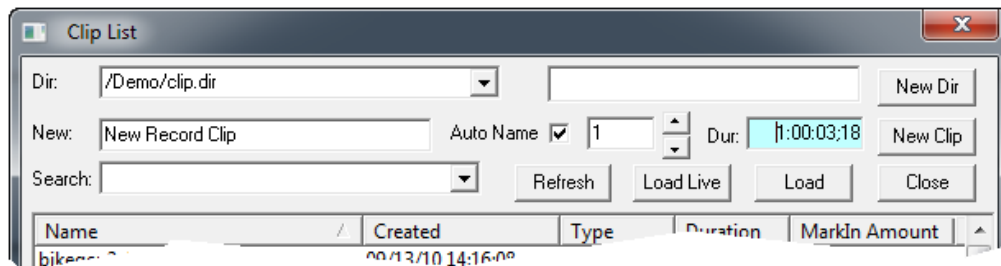 Clip List
Dir: /Demo/clip.dir New Dir
New: New Record Clip Auto Name 1 Dur: 1:00:03;18 New Clip
Search: Refresh Load Live Load Close
Name Created Type Duration MarkIn Amount
09/13/10 14:16:08